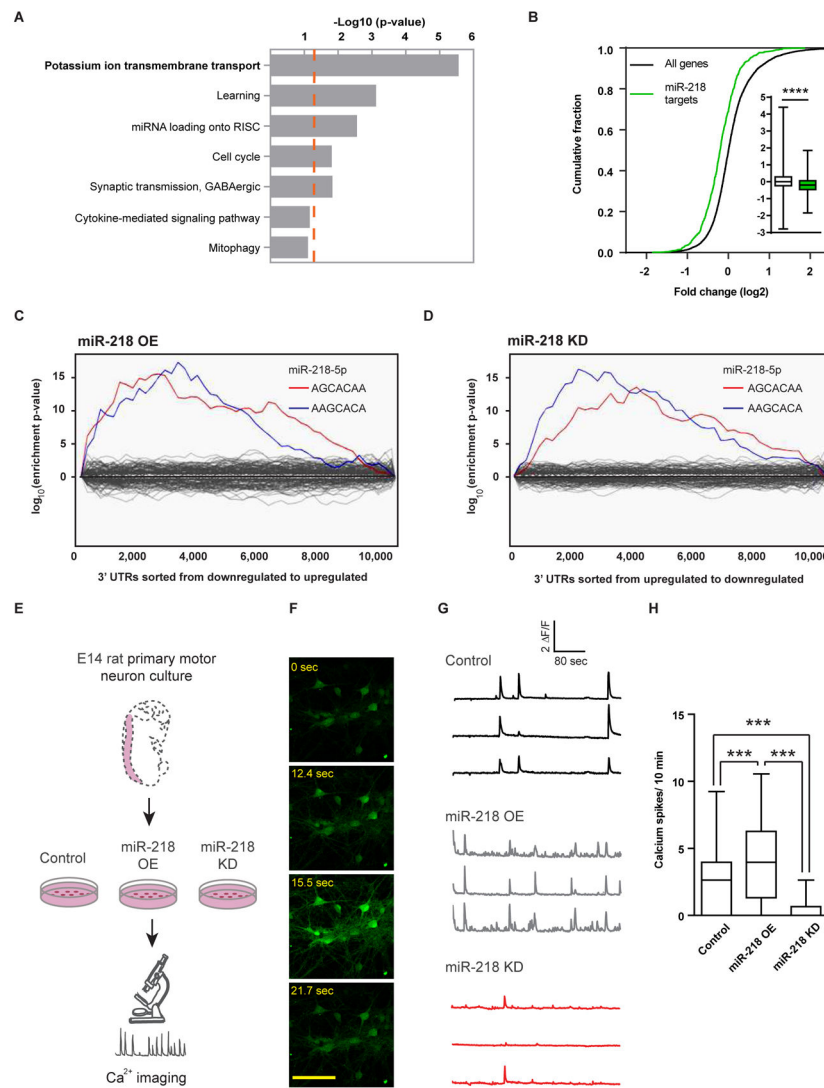 A
-Log10 (p-value)
1 2 3 4 5 6
Potassium ion transmembrane transport
Learning
miRNA loading onto RISC
Cell cycle
Synaptic transmission, GABAergic
Cytokine-mediated signaling pathway
Mitophagy
B
Cumulative fraction
1.0
0.8
0.6
0.4
0.2
0.0
All genes
miR-218
targets
****
5
4
3
2
1
0
-1
-2
-3
-2 -1 0 1 2
Fold change (log2)
C
miR-218 OE
log10(enrichment p-value)
15
10
5
0
miR-218-5p
AGCACAA
AAGCACA
0 2,000 4,000 6,000 8,000 10,000
3' UTRs sorted from downregulated to upregulated
D
miR-218 KD
log10(enrichment p-value)
15
10
5
0
miR-218-5p
AGCACAA
AAGCACA
0 2,000 4,000 6,000 8,000 10,000
3' UTRs sorted from upregulated to downregulated
E
E14 rat primary motor
neuron culture
Control
miR-218
OE
miR-218
KD
Ca2+ imaging
F
0 sec
12.4 sec
15.5 sec
21.7 sec
G
2 ΔF/F
80 sec
Control
miR-218 OE
miR-218 KD
H
Calcium spikes/ 10 min
15
10
5
0
***
*** ***
Control
miR-218 OE
miR-218 KD